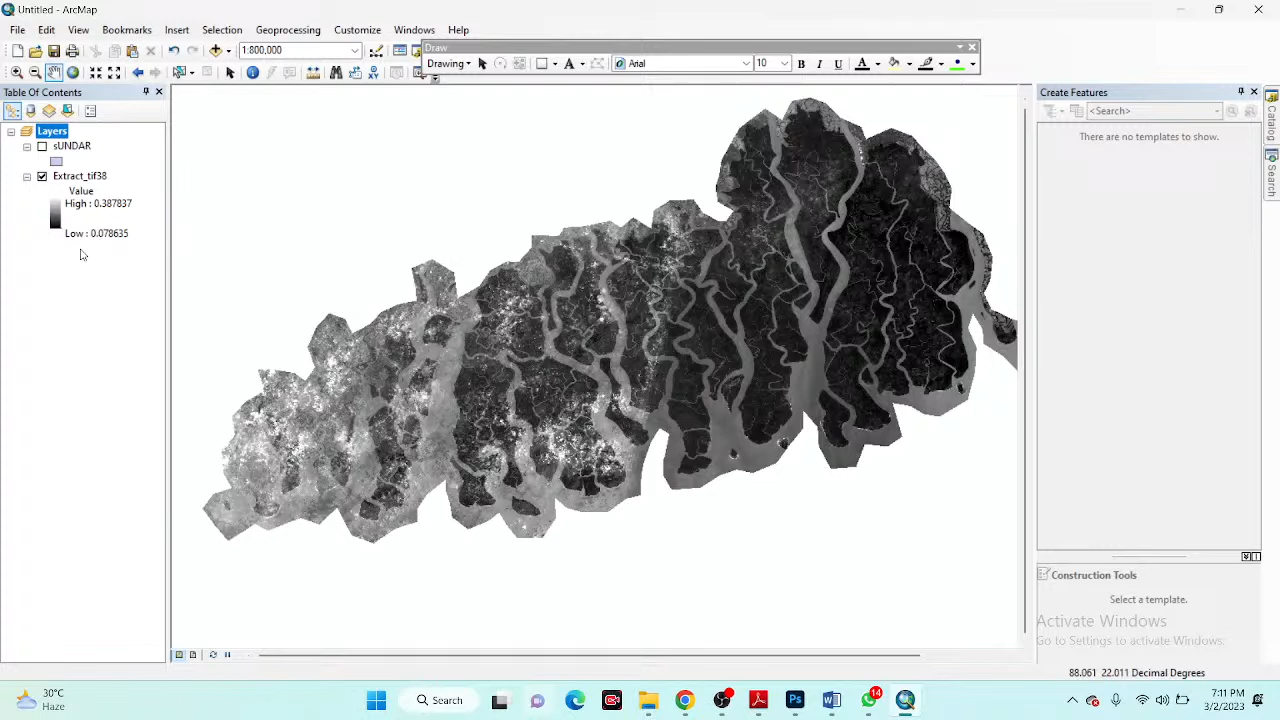 Untitled - ArcMap
File Edit View Bookmarks Insert Selection Geoprocessing Customize Windows Help
1:800,000
Draw
Drawing Arial 10 B I U A
Table Of Contents
Layers
sUNDAR
Extract_tif38
Value
High : 0.387837
Low : 0.078635
Create Features
<Search>
There are no templates to show.
Catalog
Search
Construction Tools
Select a template.
Activate Windows
Go to Settings to activate Windows.
88.061 22.011 Decimal Degrees
30°C
Haze
Search
14
7:11 PM
3/2/2023